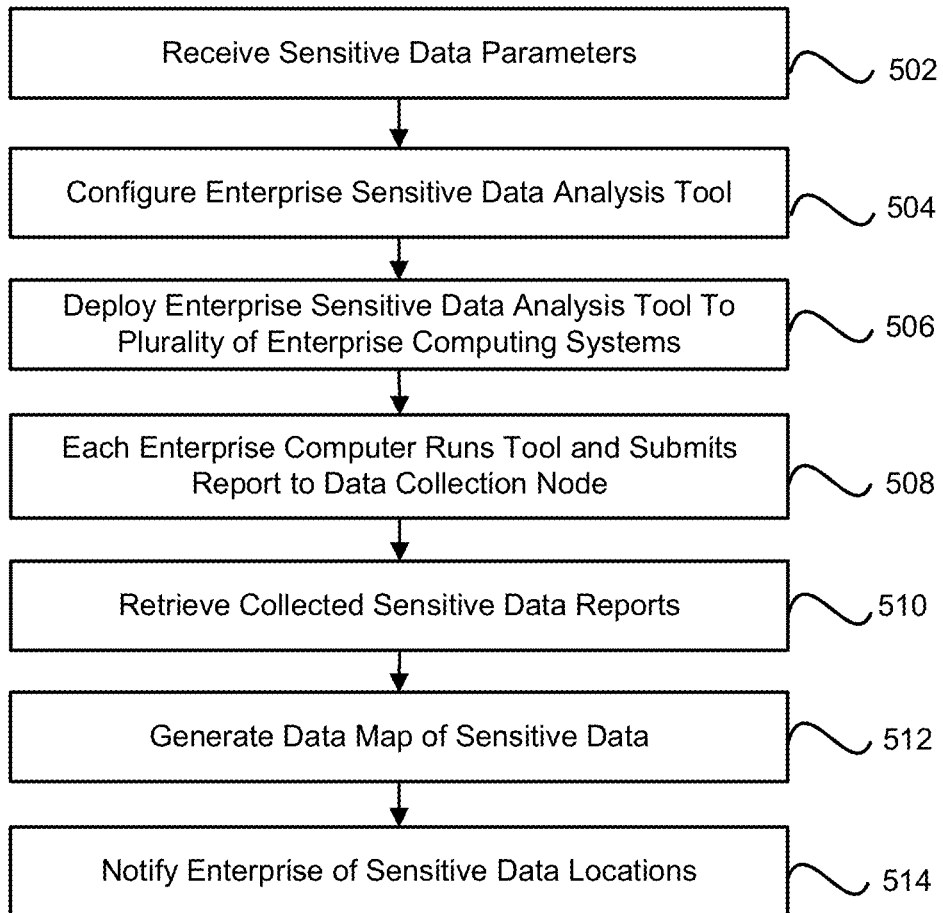 Receive Sensitive Data Parameters
502
Configure Enterprise Sensitive Data Analysis Tool
504
Deploy Enterprise Sensitive Data Analysis Tool To
Plurality of Enterprise Computing Systems
506
Each Enterprise Computer Runs Tool and Submits
Report to Data Collection Node
508
Retrieve Collected Sensitive Data Reports
510
Generate Data Map of Sensitive Data
512
Notify Enterprise of Sensitive Data Locations
514